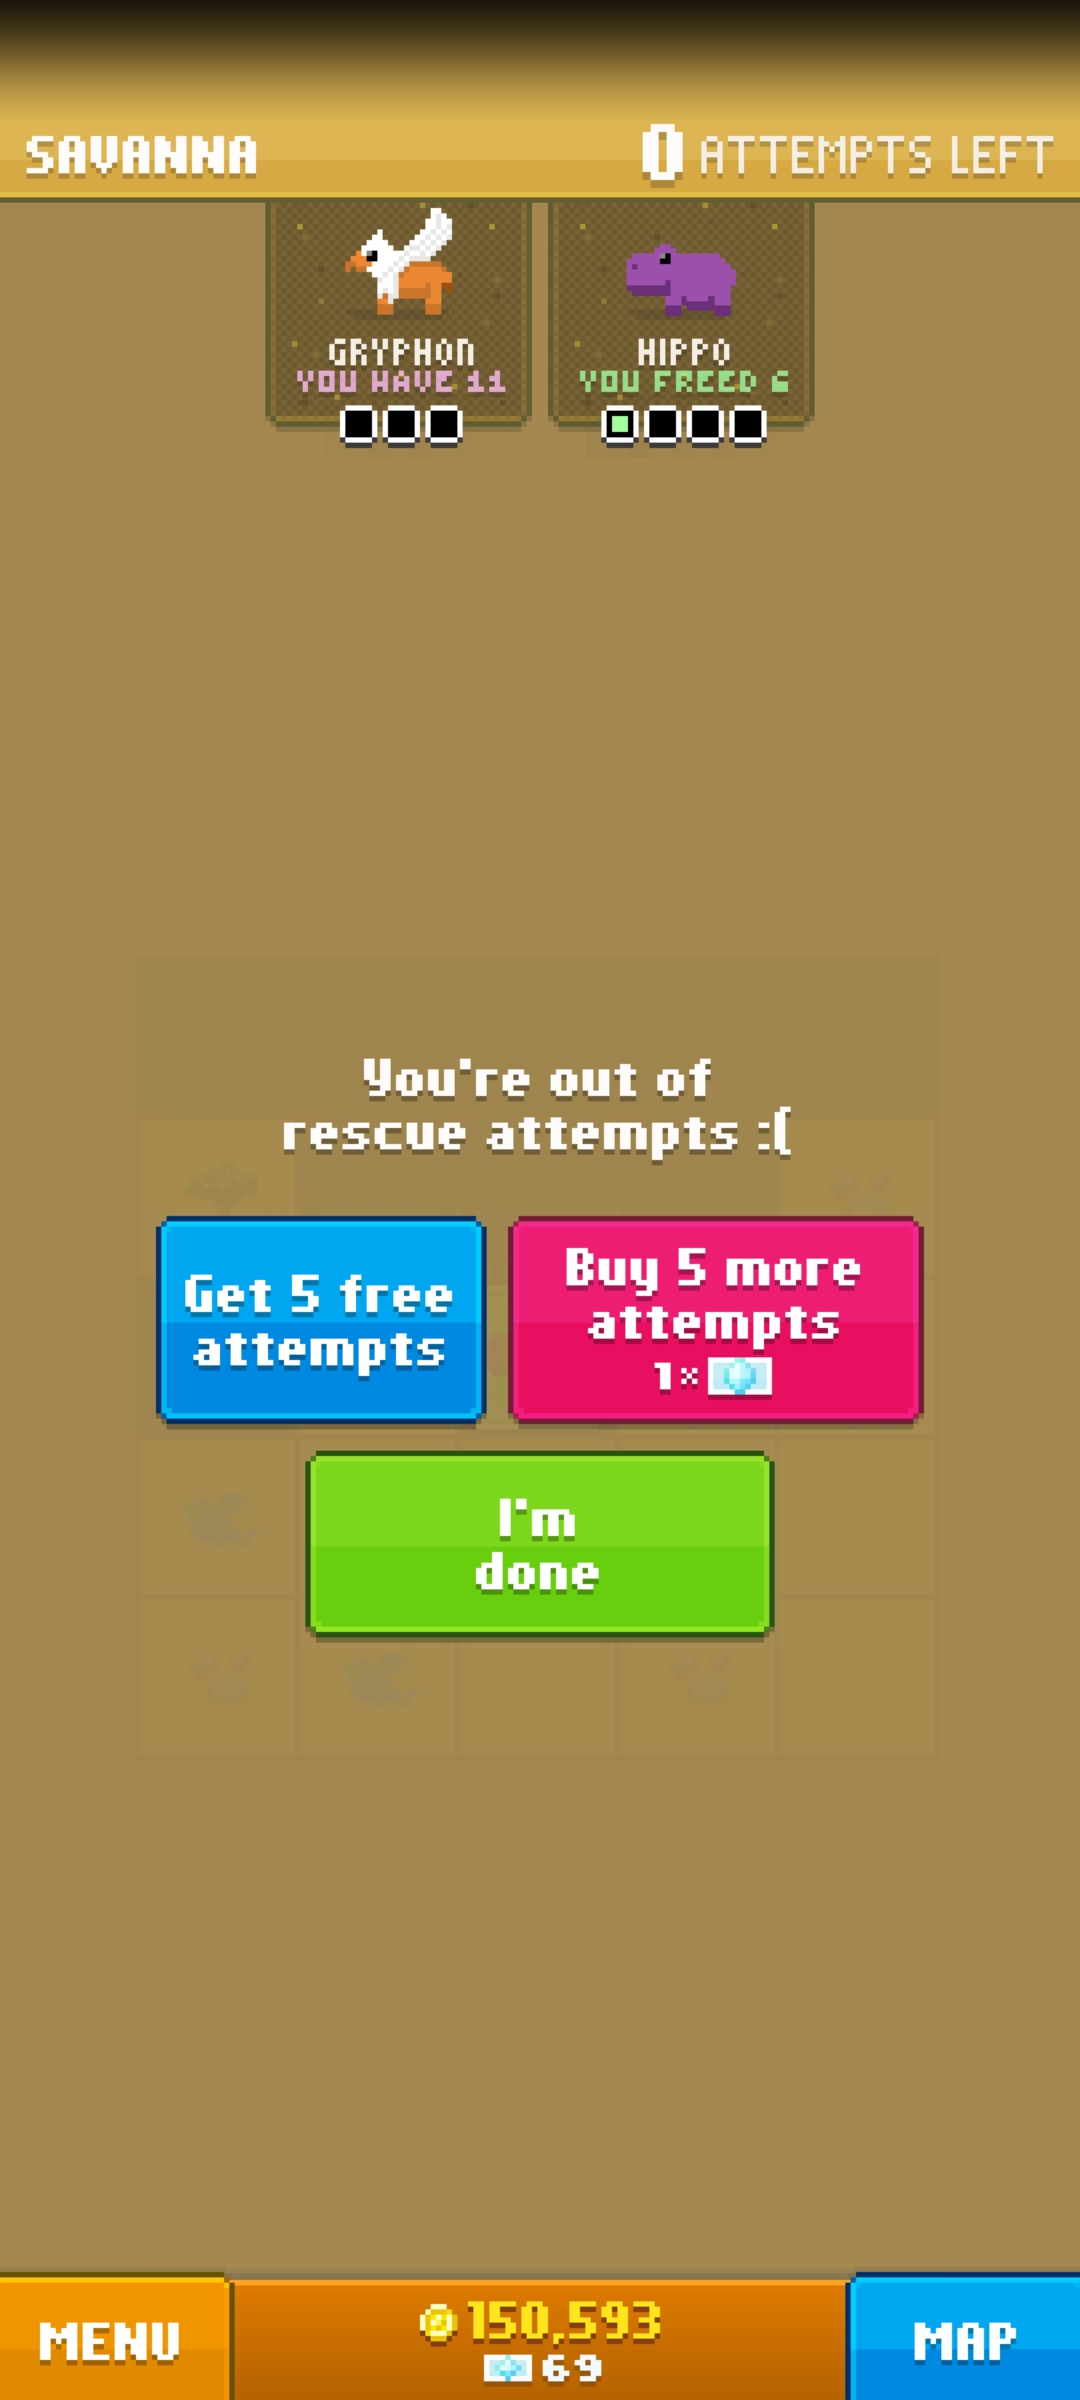 SAVANNA
0 ATTEMPTS LEFT
GRYPHON
YOU HAVE 11
HIPPO
YOU FREED 6
You're out of
rescue attempts :(
Get 5 free
attempts
Buy 5 more
attempts
1×
I'm
done
MENU
150,593
69
MAP